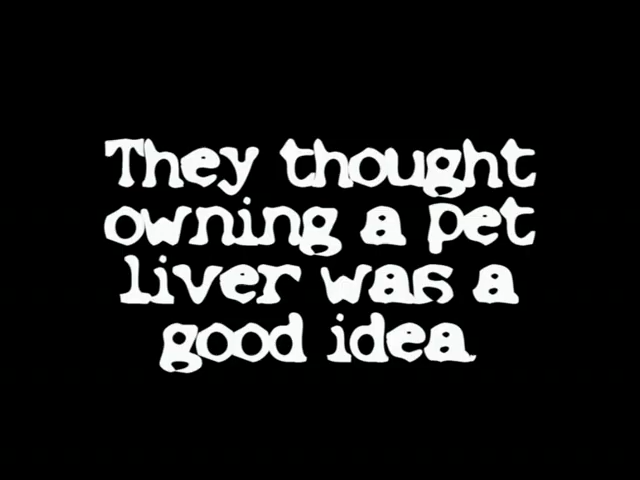 They thought
owning a pet
liver was a
good idea